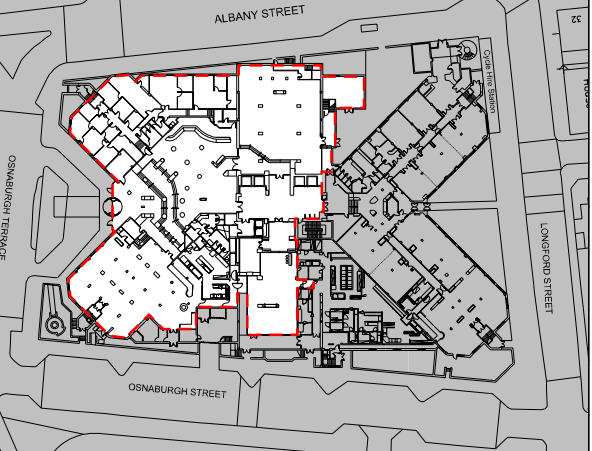 ALBANY STREET
32
Cycle Hire Station
OSNABURGH TERRACE
LONGFORD STREET
OSNABURGH STREET